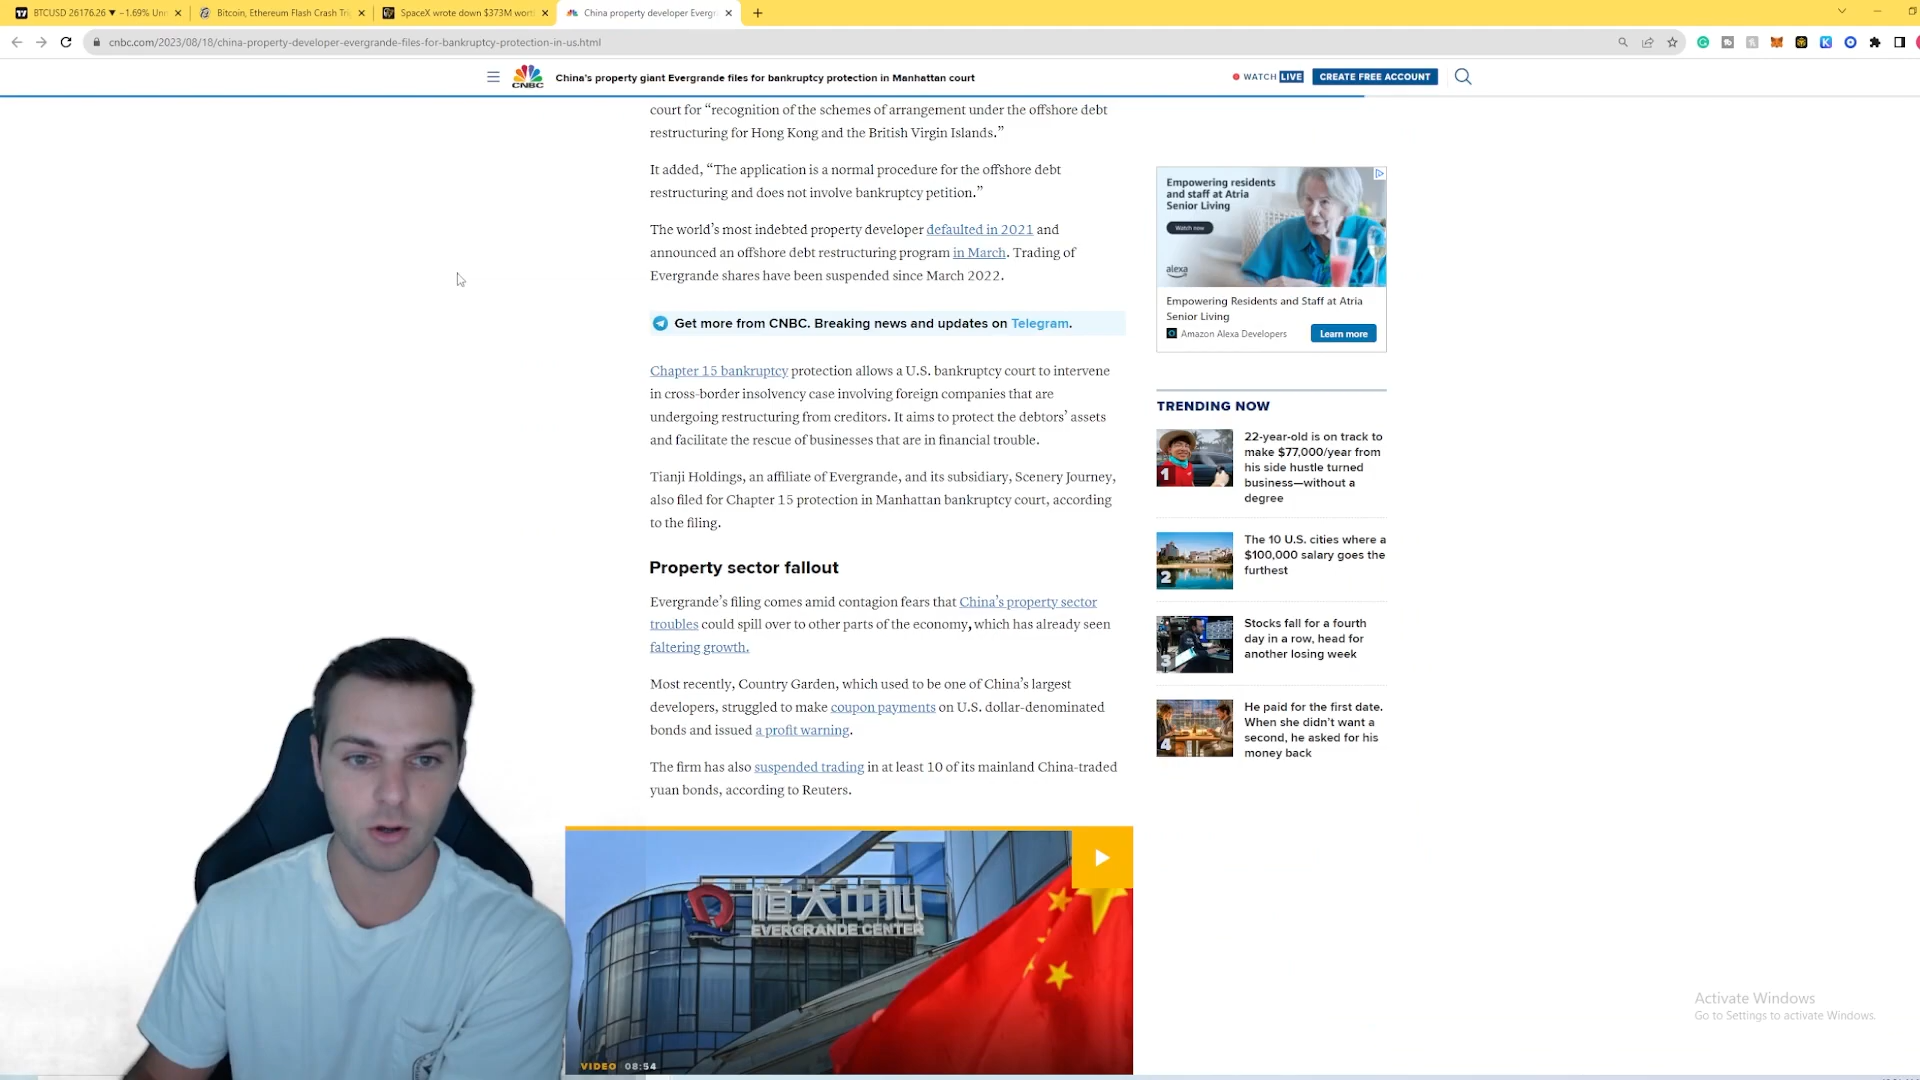 BTCUSD 26176.26 ▼ −1.69% Un
Bitcoin, Ethereum Flash Crash Tri
SpaceX wrote down $373M wort
China property developer Evergr
cnbc.com/2023/08/18/china-property-developer-evergrande-files-for-bankruptcy-protection-in-us.html
CNBC
China's property giant Evergrande files for bankruptcy protection in Manhattan court
WATCH LIVE
CREATE FREE ACCOUNT
court for “recognition of the schemes of arrangement under the offshore debt
restructuring for Hong Kong and the British Virgin Islands.”
It added, “The application is a normal procedure for the offshore debt
restructuring and does not involve bankruptcy petition.”
The world’s most indebted property developer defaulted in 2021 and
announced an offshore debt restructuring program in March. Trading of
Evergrande shares have been suspended since March 2022.
Get more from CNBC. Breaking news and updates on Telegram.
Chapter 15 bankruptcy protection allows a U.S. bankruptcy court to intervene
in cross-border insolvency case involving foreign companies that are
undergoing restructuring from creditors. It aims to protect the debtors’ assets
and facilitate the rescue of businesses that are in financial trouble.
Tianji Holdings, an affiliate of Evergrande, and its subsidiary, Scenery Journey,
also filed for Chapter 15 protection in Manhattan bankruptcy court, according
to the filing.
Property sector fallout
Evergrande’s filing comes amid contagion fears that China’s property sector
troubles could spill over to other parts of the economy, which has already seen
faltering growth.
Most recently, Country Garden, which used to be one of China’s largest
developers, struggled to make coupon payments on U.S. dollar-denominated
bonds and issued a profit warning.
The firm has also suspended trading in at least 10 of its mainland China-traded
yuan bonds, according to Reuters.
恒大中心
EVERGRANDE CENTER
VIDEO 08:54
Empowering residents
and staff at Atria
Senior Living
Watch now
alexa
Empowering Residents and Staff at Atria
Senior Living
Amazon Alexa Developers
Learn more
TRENDING NOW
1
22-year-old is on track to
make $77,000/year from
his side hustle turned
business—without a
degree
2
The 10 U.S. cities where a
$100,000 salary goes the
furthest
3
Stocks fall for a fourth
day in a row, head for
another losing week
4
He paid for the first date.
When she didn’t want a
second, he asked for his
money back
Activate Windows
Go to Settings to activate Windows.